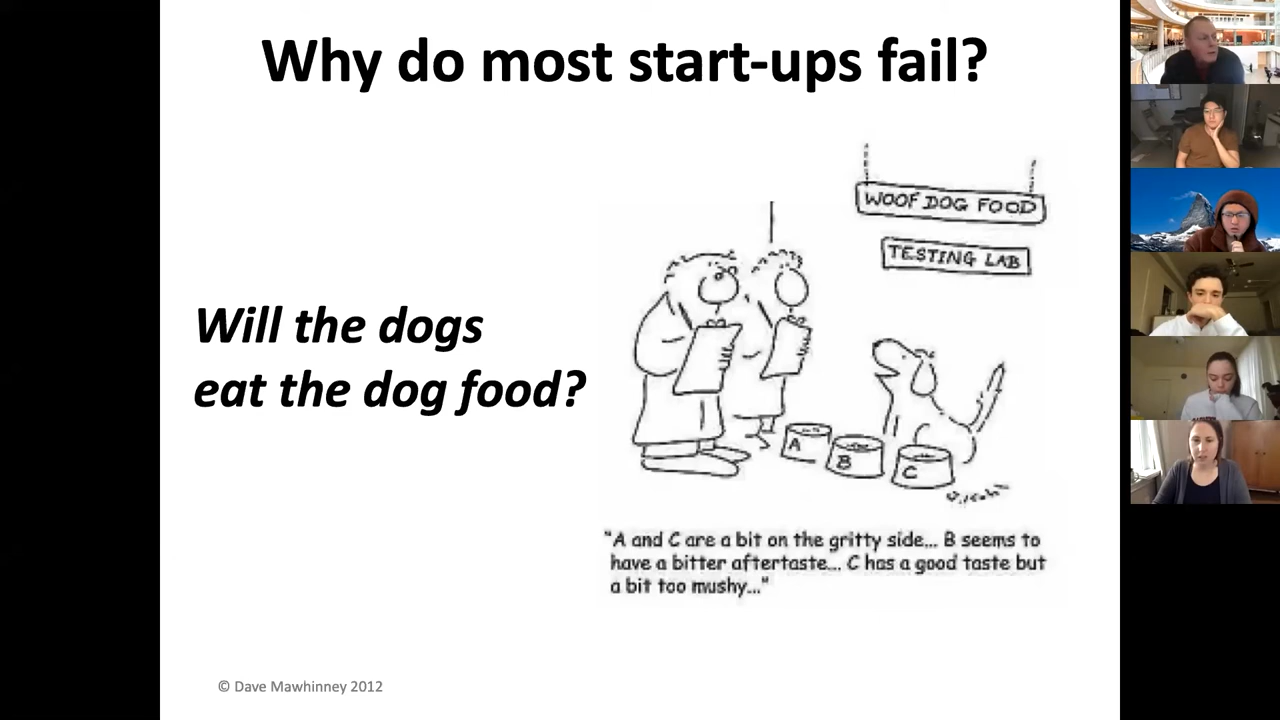 Why do most start-ups fail?
WOOF DOG FOOD
TESTING LAB
Will the dogs
eat the dog food?
A
B
C
"A and C are a bit on the gritty side... B seems to
have a bitter aftertaste... C has a good taste but
a bit too mushy..."
© Dave Mawhinney 2012